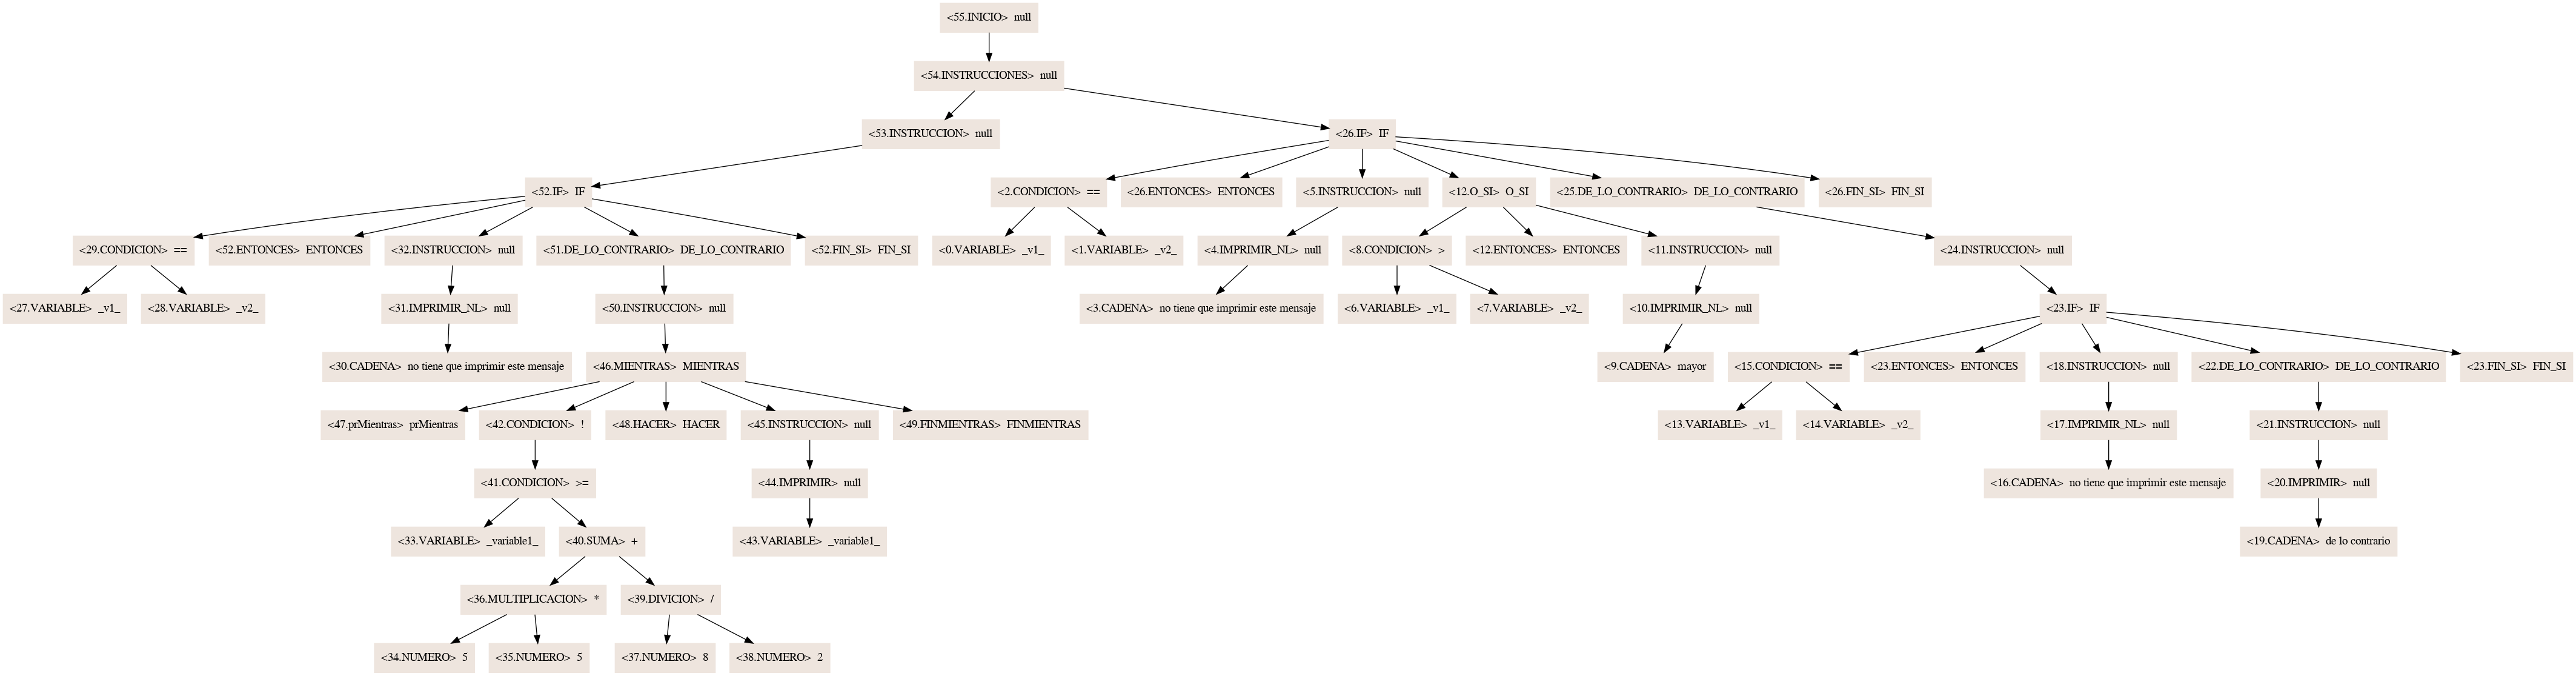 <55.INICIO> null
<54.INSTRUCCIONES> null
<53.INSTRUCCION> null
<26.IF> IF
<52.IF> IF
<2.CONDICION> ==
<26.ENTONCES> ENTONCES
<5.INSTRUCCION> null
<12.O_SI> O_SI
<25.DE_LO_CONTRARIO> DE_LO_CONTRARIO
<26.FIN_SI> FIN_SI
<29.CONDICION> ==
<52.ENTONCES> ENTONCES
<32.INSTRUCCION> null
<51.DE_LO_CONTRARIO> DE_LO_CONTRARIO
<52.FIN_SI> FIN_SI
<0.VARIABLE> _v1_
<1.VARIABLE> _v2_
<4.IMPRIMIR_NL> null
<8.CONDICION> >
<12.ENTONCES> ENTONCES
<11.INSTRUCCION> null
<24.INSTRUCCION> null
<27.VARIABLE> _v1_
<28.VARIABLE> _v2_
<31.IMPRIMIR_NL> null
<50.INSTRUCCION> null
<3.CADENA> no tiene que imprimir este mensaje
<6.VARIABLE> _v1_
<7.VARIABLE> _v2_
<10.IMPRIMIR_NL> null
<23.IF> IF
<30.CADENA> no tiene que imprimir este mensaje
<46.MIENTRAS> MIENTRAS
<9.CADENA> mayor
<15.CONDICION> ==
<23.ENTONCES> ENTONCES
<18.INSTRUCCION> null
<22.DE_LO_CONTRARIO> DE_LO_CONTRARIO
<23.FIN_SI> FIN_SI
<47.prMientras> prMientras
<42.CONDICION> !
<48.HACER> HACER
<45.INSTRUCCION> null
<49.FINMIENTRAS> FINMIENTRAS
<13.VARIABLE> _v1_
<14.VARIABLE> _v2_
<17.IMPRIMIR_NL> null
<21.INSTRUCCION> null
<41.CONDICION> >=
<44.IMPRIMIR> null
<16.CADENA> no tiene que imprimir este mensaje
<20.IMPRIMIR> null
<33.VARIABLE> _variable1_
<40.SUMA> +
<43.VARIABLE> _variable1_
<19.CADENA> de lo contrario
<36.MULTIPLICACION> *
<39.DIVICION> /
<34.NUMERO> 5
<35.NUMERO> 5
<37.NUMERO> 8
<38.NUMERO> 2